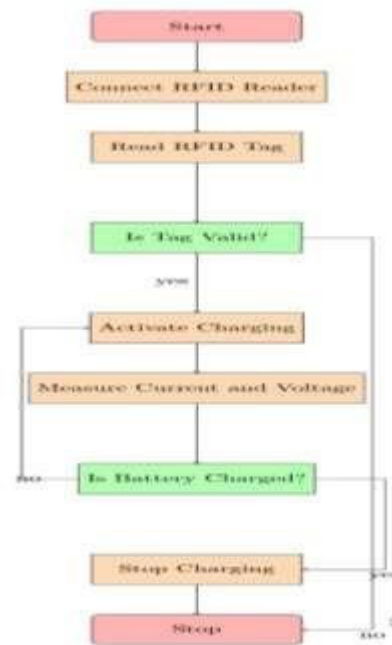 Start
Connect RFID Reader
Read RFID Tag
Is Tag Valid?
yes
Activate Charging
Measure Current and Voltage
Is Battery Charged?
no
Stop Charging
Stop
no